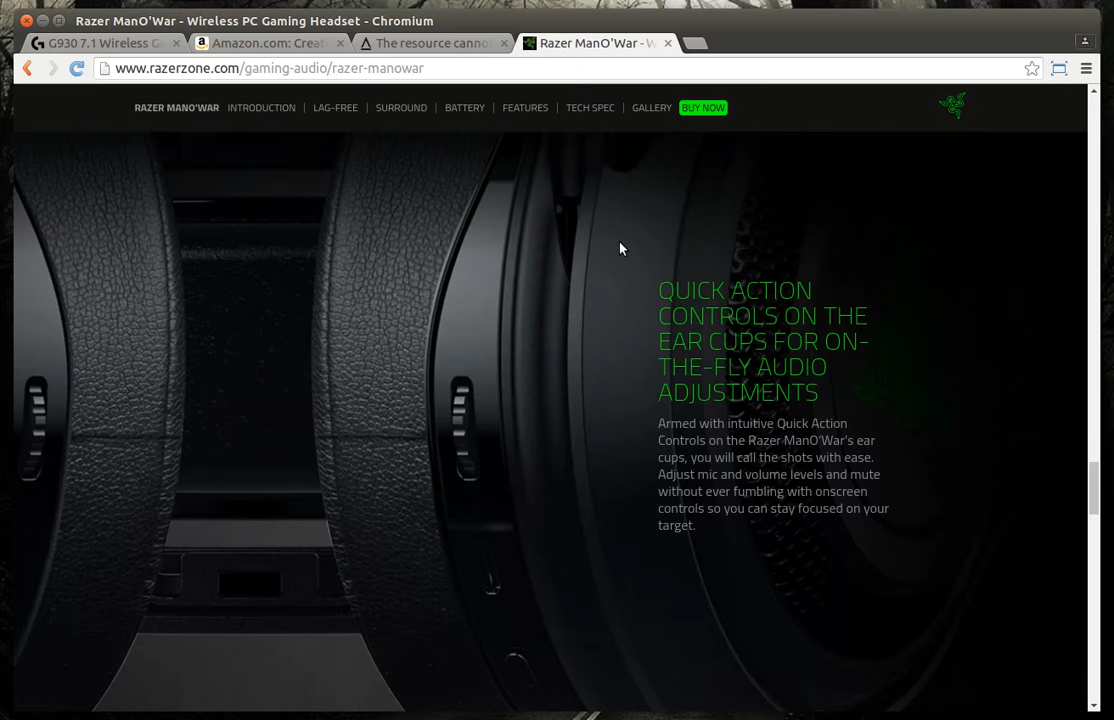 Razer ManO'War - Wireless PC Gaming Headset - Chromium
G930 7.1 Wireless G
Amazon.com: Creati
The resource canno
Razer ManO'War - W
www.razerzone.com/gaming-audio/razer-manowar
RAZER MANO'WAR INTRODUCTION | LAG-FREE | SURROUND | BATTERY | FEATURES | TECH SPEC | GALLERY BUY NOW
QUICK ACTION
CONTROLS ON THE
EAR CUPS FOR ON-
THE-FLY AUDIO
ADJUSTMENTS
Armed with intuitive Quick Action
Controls on the Razer ManO'War's ear
cups, you will call the shots with ease.
Adjust mic and volume levels and mute
without ever fumbling with onscreen
controls so you can stay focused on your
target.